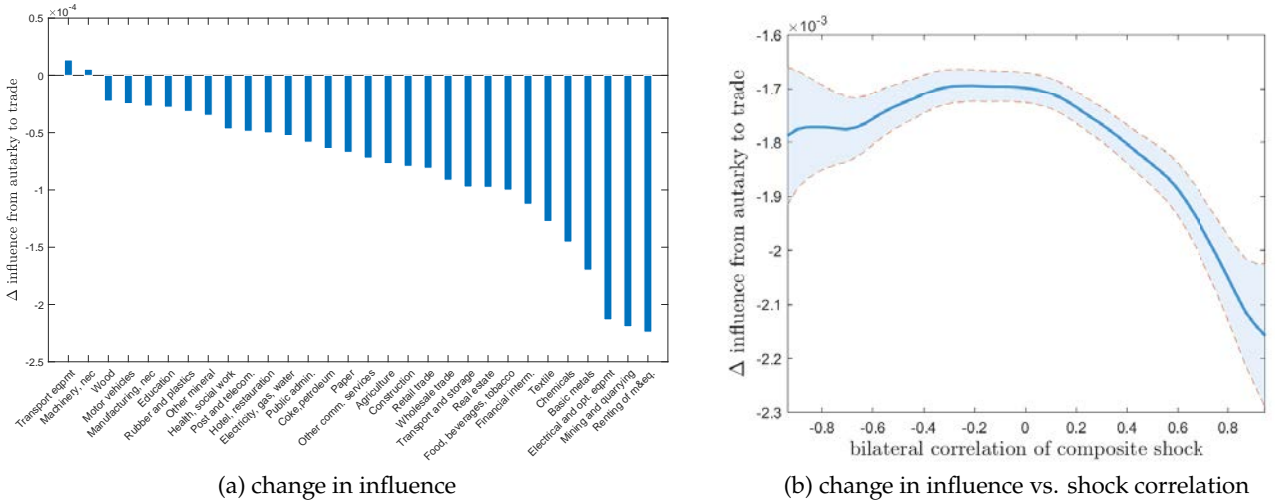 ×10⁻⁴
0.5
0
-0.5
-1
-1.5
-2
-2.5
Δ influence from autarky to trade
Transport eqpmt
Machinery, nec
Wood
Motor vehicles
Manufacturing, nec
Education
Rubber and plastics
Other mineral
Health, social work
Post and telecom.
Hotel, restauration
Electricity, gas, water
Public admin.
Coke,petroleum
Paper
Other comm. services
Agriculture
Construction
Retail trade
Wholesale trade
Transport and storage
Real estate
Food, beverages, tobacco
Financial interm.
Textile
Chemicals
Basic metals
Electrical and opt. eqpmt
Mining and quarrying
Renting of m&eq.
(a) change in influence
×10⁻³
-1.6
-1.7
-1.8
-1.9
-2
-2.1
-2.2
-2.3
Δ influence from autarky to trade
-0.8 -0.6 -0.4 -0.2 0 0.2 0.4 0.6 0.8
bilateral correlation of composite shock
(b) change in influence vs. shock correlation